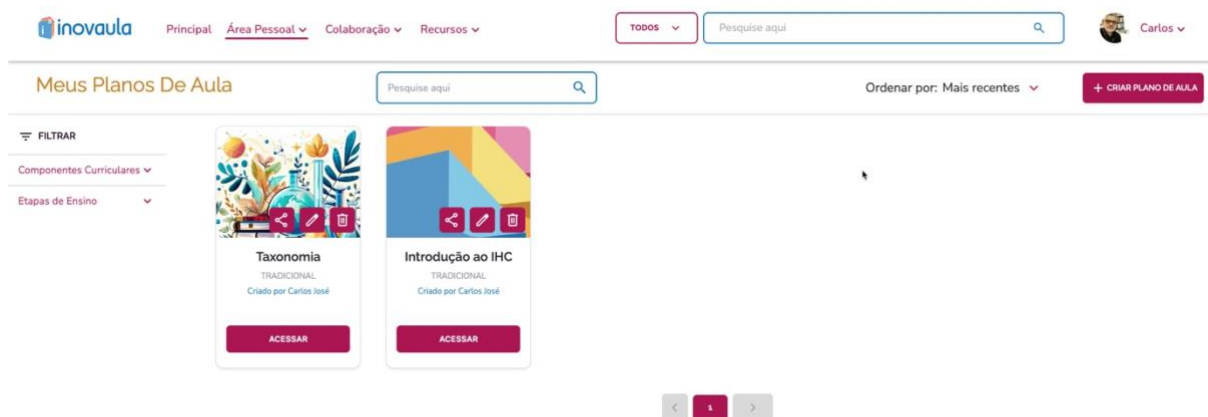 inovaula Principal Área Pessoal Colaboração Recursos TODOS Pesquise aqui Carlos
Meus Planos De Aula Pesquise aqui Ordenar por: Mais recentes + CRIAR PLANO DE AULA
FILTRAR
Componentes Curriculares
Etapas de Ensino
Taxonomia
TRADICIONAL
Criado por Carlos José
ACESSAR
Introdução ao IHC
TRADICIONAL
Criado por Carlos José
ACESSAR
< 1 >